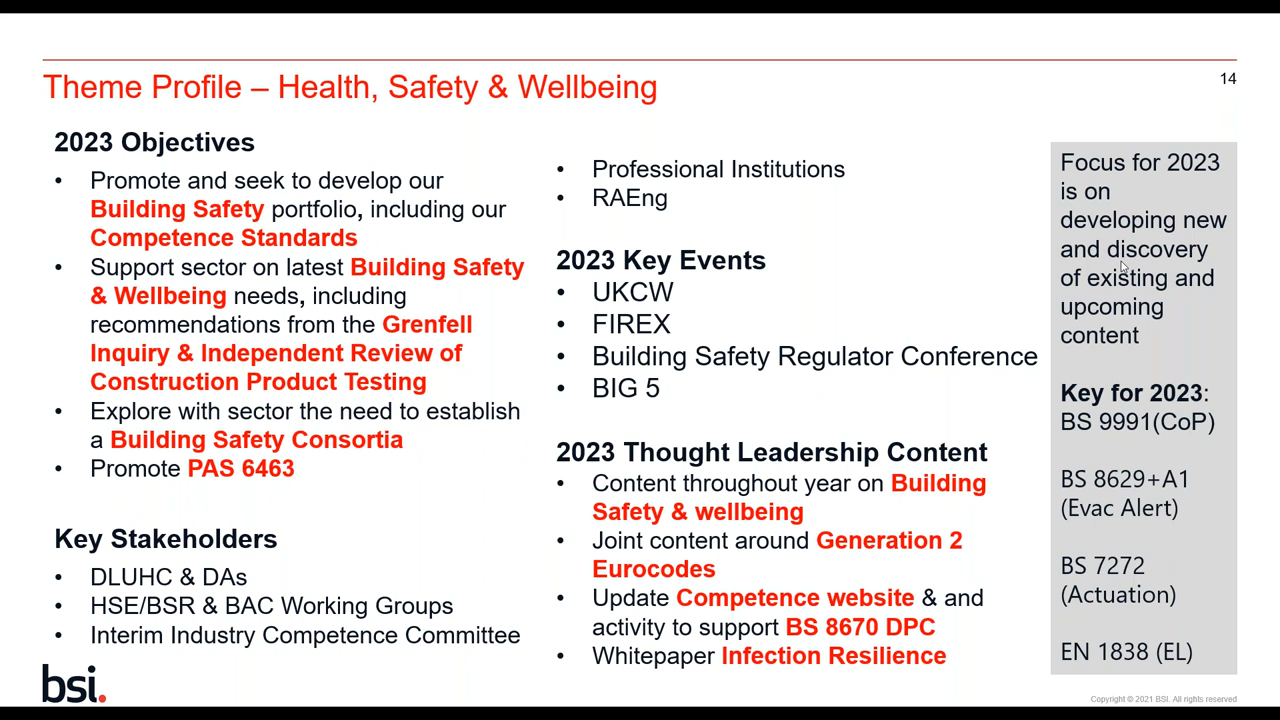 14
Theme Profile – Health, Safety & Wellbeing
2023 Objectives
• Promote and seek to develop our
Building Safety portfolio, including our
Competence Standards
• Support sector on latest Building Safety
& Wellbeing needs, including
recommendations from the Grenfell
Inquiry & Independent Review of
Construction Product Testing
• Explore with sector the need to establish
a Building Safety Consortia
• Promote PAS 6463
Key Stakeholders
• DLUHC & DAs
• HSE/BSR & BAC Working Groups
• Interim Industry Competence Committee
• Professional Institutions
• RAEng
2023 Key Events
• UKCW
• FIREX
• Building Safety Regulator Conference
• BIG 5
2023 Thought Leadership Content
• Content throughout year on Building
Safety & wellbeing
• Joint content around Generation 2
Eurocodes
• Update Competence website & and
activity to support BS 8670 DPC
• Whitepaper Infection Resilience
Focus for 2023
is on
developing new
and discovery
of existing and
upcoming
content
Key for 2023:
BS 9991(CoP)
BS 8629+A1
(Evac Alert)
BS 7272
(Actuation)
EN 1838 (EL)
bsi.
Copyright © 2021 BSI. All rights reserved